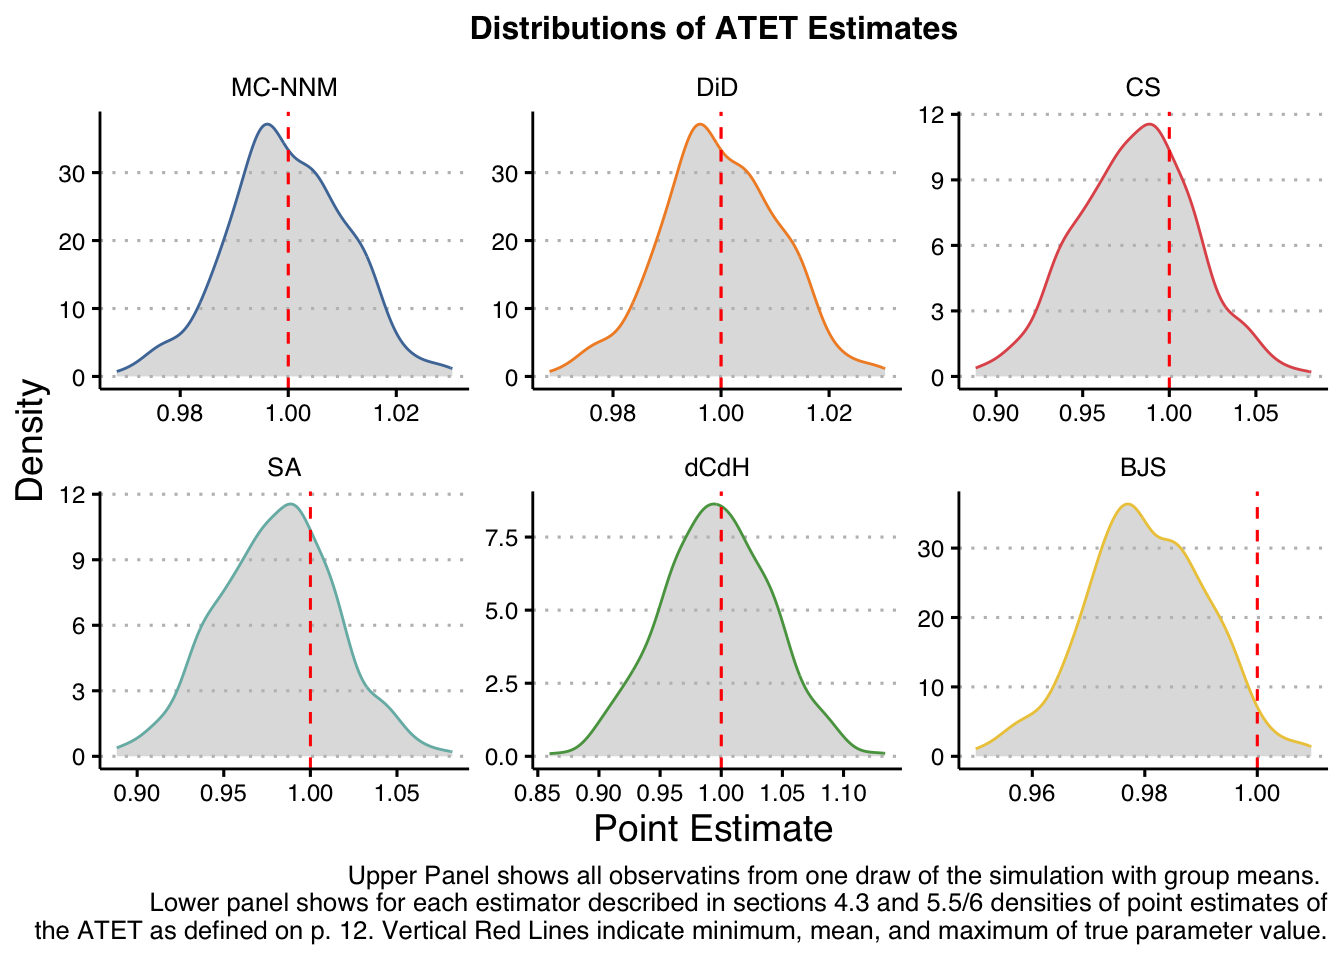 Distributions of ATET Estimates
MC-NNM
DiD
CS
30
20
10
0
0.98 1.00 1.02
30
20
10
0
0.98 1.00 1.02
12
9
6
3
0
0.90 0.95 1.00 1.05
Density
SA
dCdH
BJS
12
9
6
3
0
0.90 0.95 1.00 1.05
7.5
5.0
2.5
0.0
0.85 0.90 0.95 1.00 1.05 1.10
30
20
10
0
0.96 0.98 1.00
Point Estimate
Upper Panel shows all observatins from one draw of the simulation with group means.
Lower panel shows for each estimator described in sections 4.3 and 5.5/6 densities of point estimates of
the ATET as defined on p. 12. Vertical Red Lines indicate minimum, mean, and maximum of true parameter value.